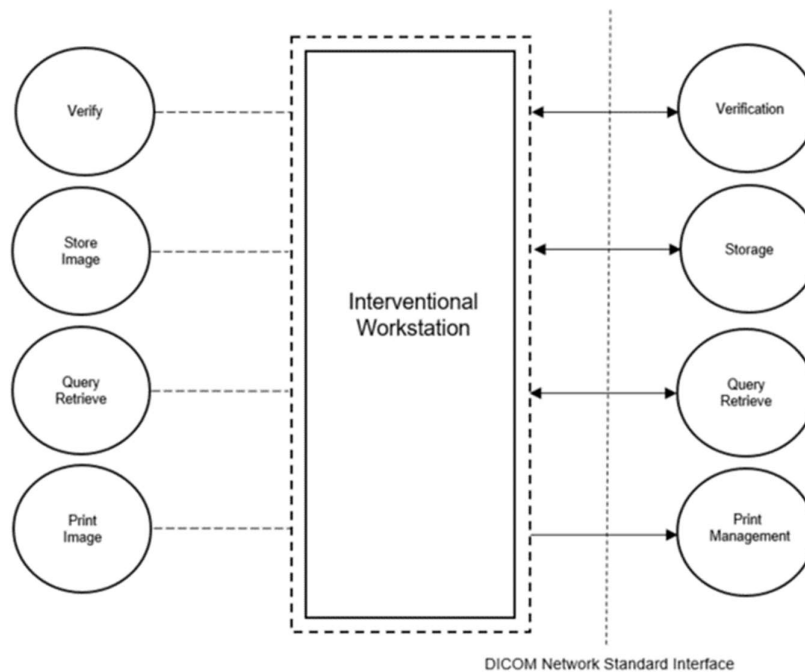 Verify
Verification
Store
Image
Storage
Interventional
Workstation
Query
Retrieve
Query
Retrieve
Print
Image
Print
Management
DICOM Network Standard Interface